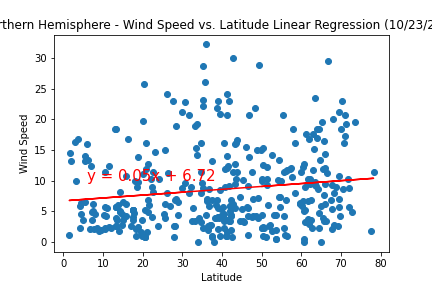 rthern Hemisphere - Wind Speed vs. Latitude Linear Regression (10/23/2
30
25
20
15
10
5
0
Wind Speed
y = 0.05x + 6.72
0 10 20 30 40 50 60 70 80
Latitude